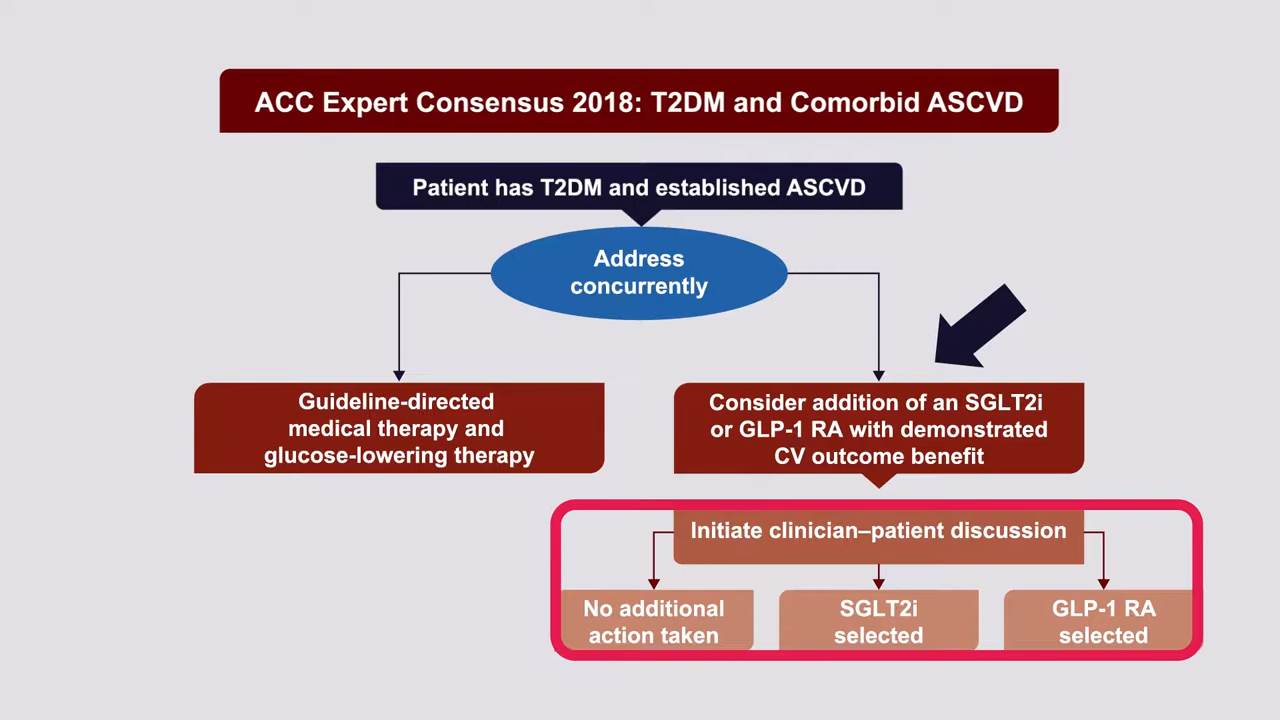 ACC Expert Consensus 2018: T2DM and Comorbid ASCVD
Patient has T2DM and established ASCVD
Address
concurrently
Guideline-directed
medical therapy and
glucose-lowering therapy
Consider addition of an SGLT2i
or GLP-1 RA with demonstrated
CV outcome benefit
Initiate clinician–patient discussion
No additional
action taken
SGLT2i
selected
GLP-1 RA
selected